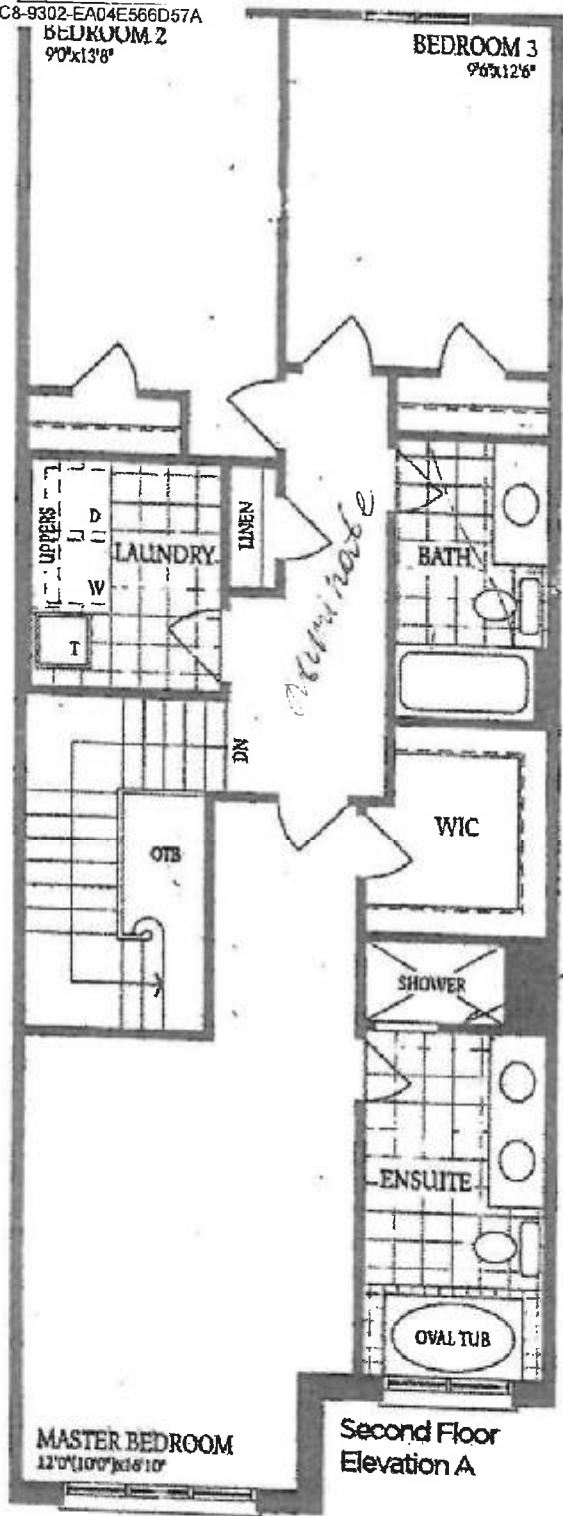 C8-9302-EA04E566D57A
BEDROOM 2
9'0"x13'8"
BEDROOM 3
9'6"x12'6"
UPPERS
D
W
T
LAUNDRY
LINEN
BATH
DN
OTB
WIC
SHOWER
ENSUITE
OVAL TUB
MASTER BEDROOM
12'0"(10'0")x16'10"
Second Floor
Elevation A